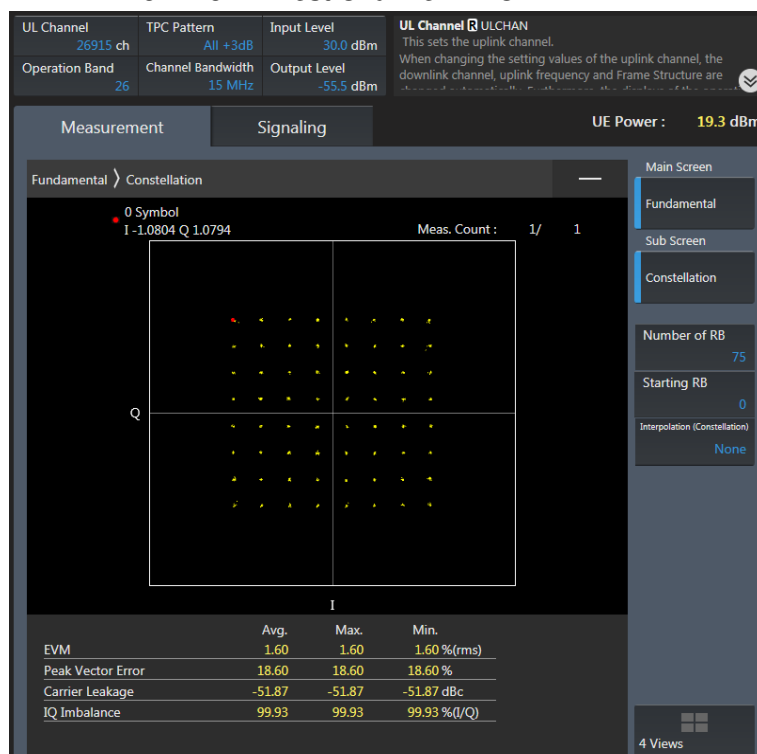 UL Channel
26915 ch
TPC Pattern
All +3dB
Input Level
30.0 dBm
Operation Band
26
Channel Bandwidth
15 MHz
Output Level
-55.5 dBm
UL Channel R ULCHAN
This sets the uplink channel.
When changing the setting values of the uplink channel, the
downlink channel, uplink frequency and Frame Structure are
Measurement
Signaling
UE Power : 19.3 dBm
Fundamental 〉 Constellation
0 Symbol
I -1.0804 Q 1.0794
Meas. Count : 1/ 1
Q
I
Avg. Max. Min.
EVM 1.60 1.60 1.60 %(rms)
Peak Vector Error 18.60 18.60 18.60 %
Carrier Leakage -51.87 -51.87 -51.87 dBc
IQ Imbalance 99.93 99.93 99.93 %(I/Q)
Main Screen
Fundamental
Sub Screen
Constellation
Number of RB
75
Starting RB
0
Interpolation (Constellation)
None
4 Views